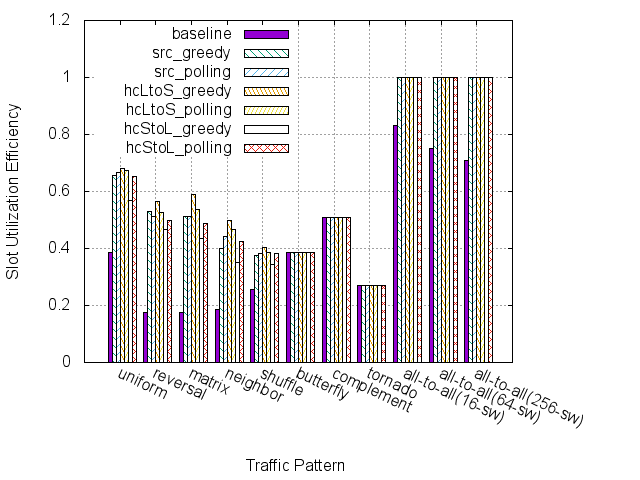 1.2
1
0.8
0.6
0.4
0.2
0
Slot Utilization Efficiency
baseline
src_greedy
src_polling
hcLtoS_greedy
hcLtoS_polling
hcStoL_greedy
hcStoL_polling
uniform
reversal
matrix
neighbor
shuffle
butterfly
complement
tornado
all-to-all(16-sw)
all-to-all(64-sw)
all-to-all(256-sw)
Traffic Pattern